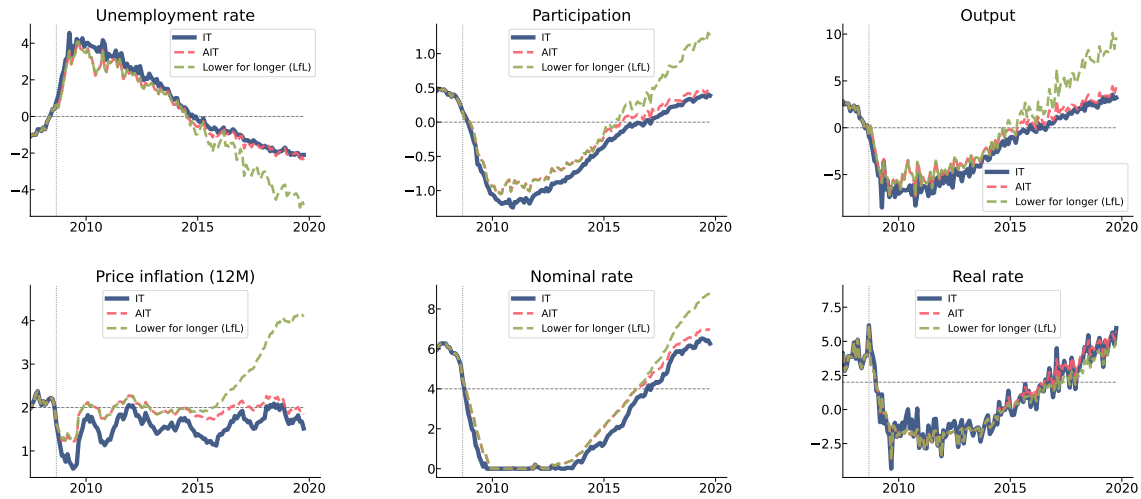 Unemployment rate
4
2
0
−2
−4
2010
2015
2020
IT
AIT
Lower for longer (LfL)
Participation
1.0
0.5
0.0
−0.5
−1.0
2010
2015
2020
IT
AIT
Lower for longer (LfL)
Output
10
5
0
−5
2010
2015
2020
IT
AIT
Lower for longer (LfL)
Price inflation (12M)
4
3
2
1
2010
2015
2020
IT
AIT
Lower for longer (LfL)
Nominal rate
8
6
4
2
0
2010
2015
2020
IT
AIT
Lower for longer (LfL)
Real rate
7.5
5.0
2.5
0.0
−2.5
2010
2015
2020
IT
AIT
Lower for longer (LfL)